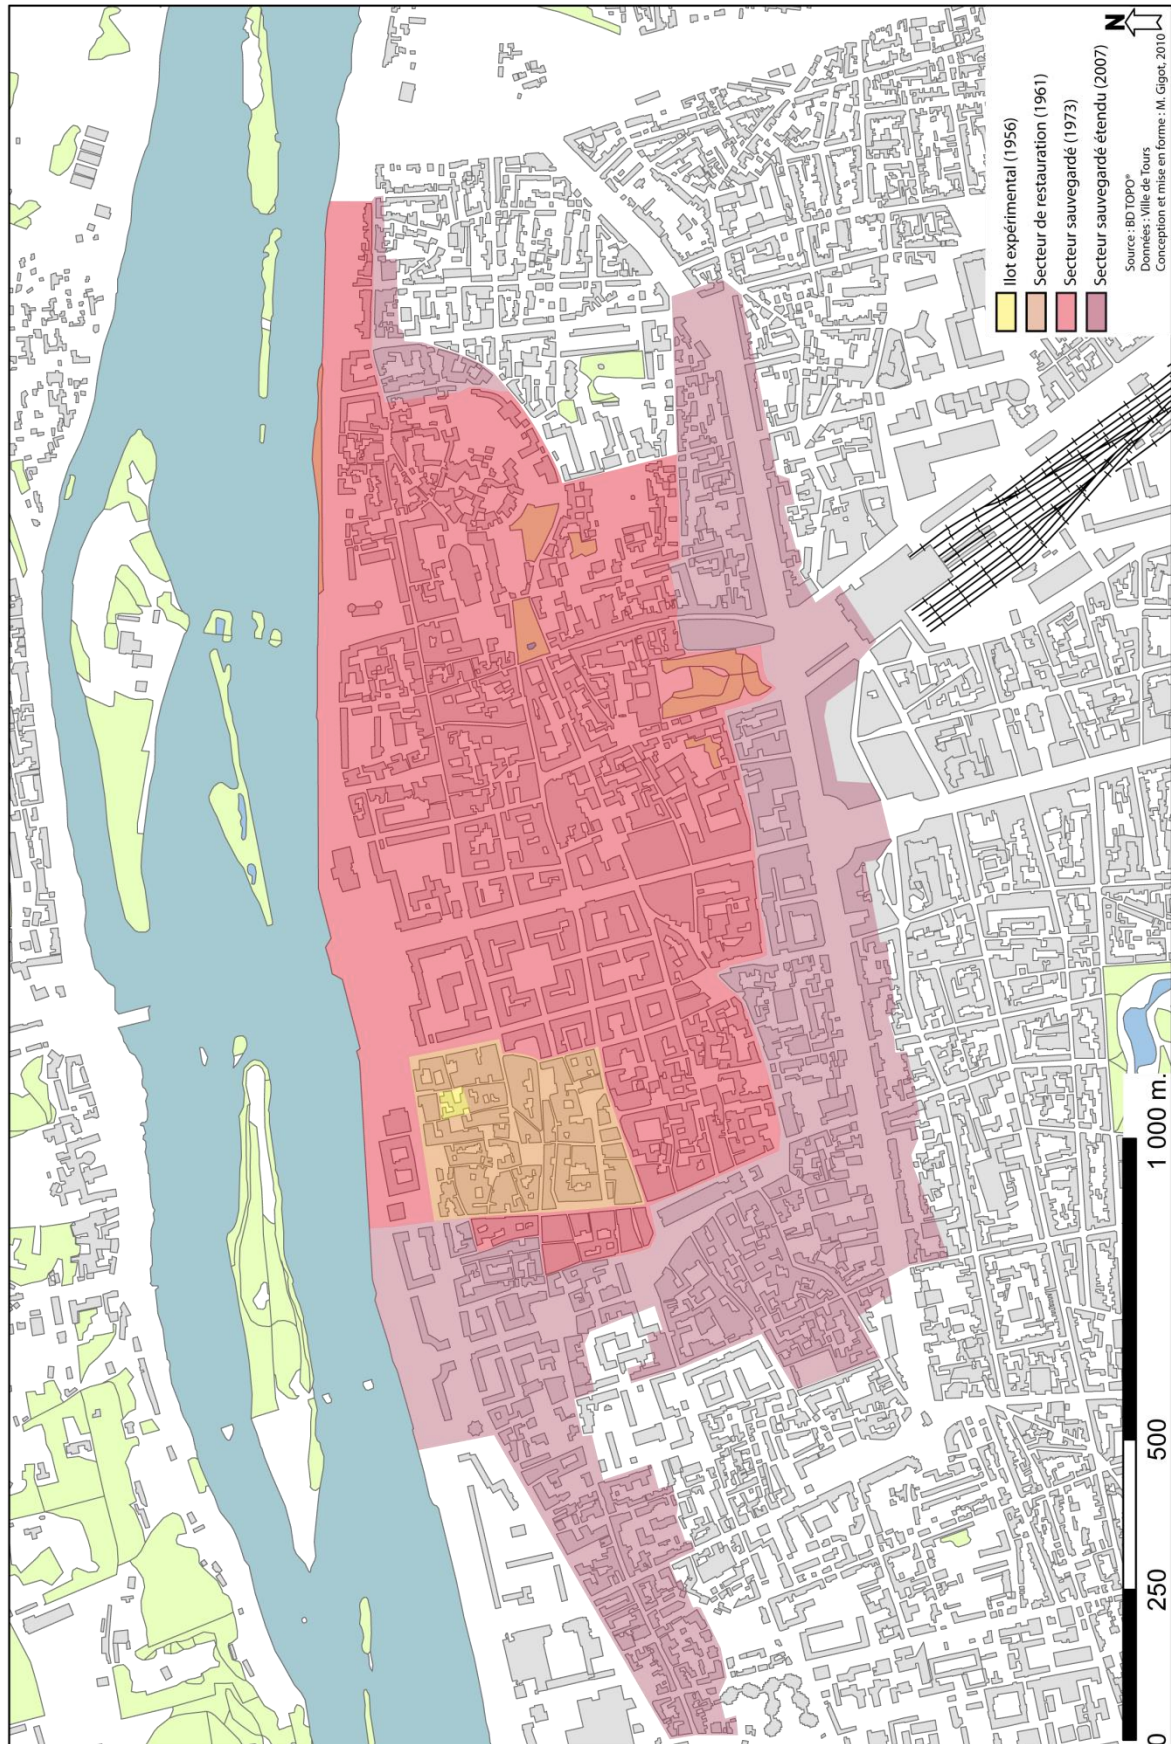 N
Ilot expérimental (1956)
Secteur de restauration (1961)
Secteur sauvegardé (1973)
Secteur sauvegardé étendu (2007)
Source : BD TOPO®
Données : Ville de Tours
Conception et mise en forme : M. Gigot, 2010
0 250 500 1 000 m.